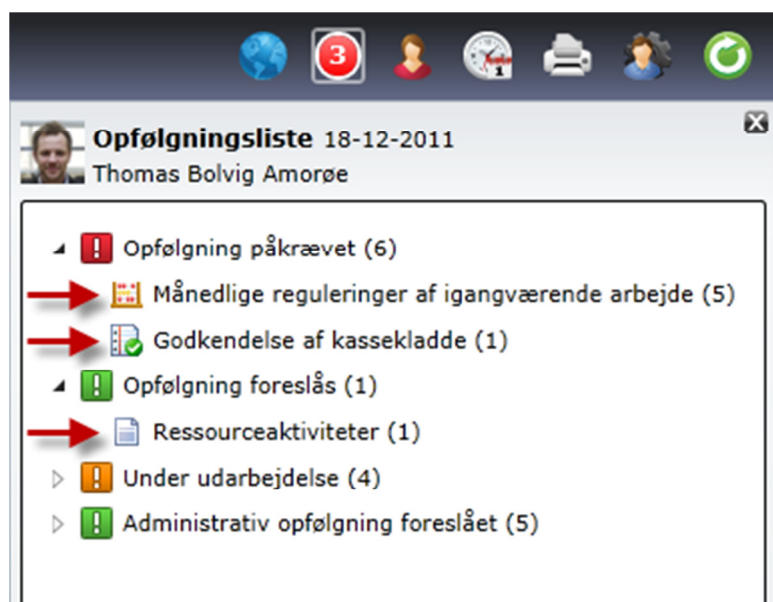 3
1
Opfølgningsliste 18-12-2011
Thomas Bolvig Amorøe
Opfølgning påkrævet (6)
Månedlige reguleringer af igangværende arbejde (5)
Godkendelse af kassekladde (1)
Opfølgning foreslås (1)
Ressourceaktiviteter (1)
Under udarbejdelse (4)
Administrativ opfølgning foreslået (5)